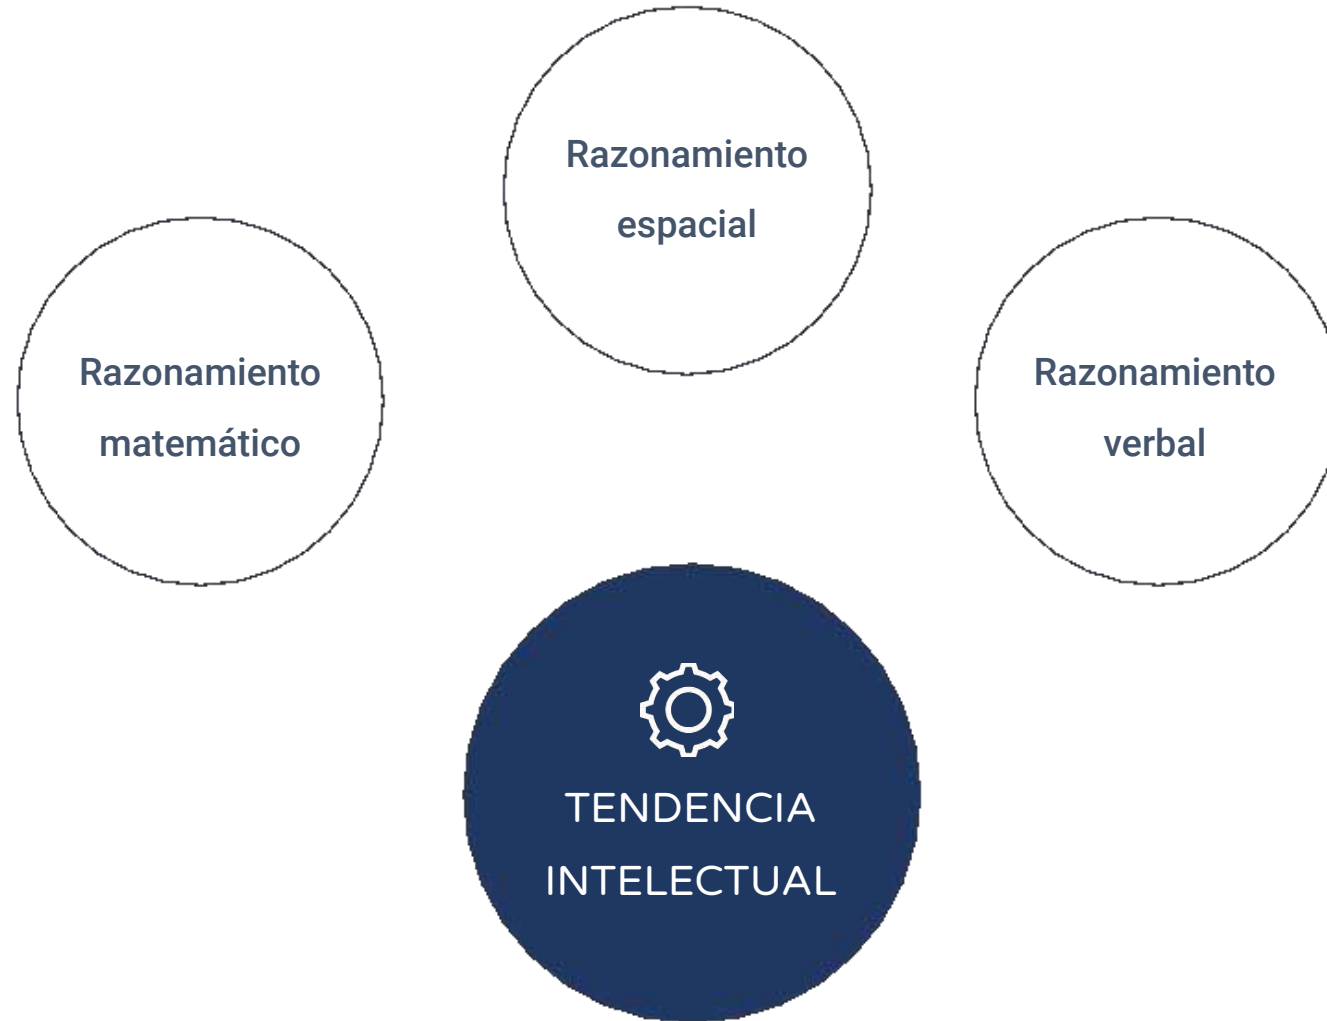 Razonamiento
espacial
Razonamiento
matemático
Razonamiento
verbal
TENDENCIA
INTELECTUAL